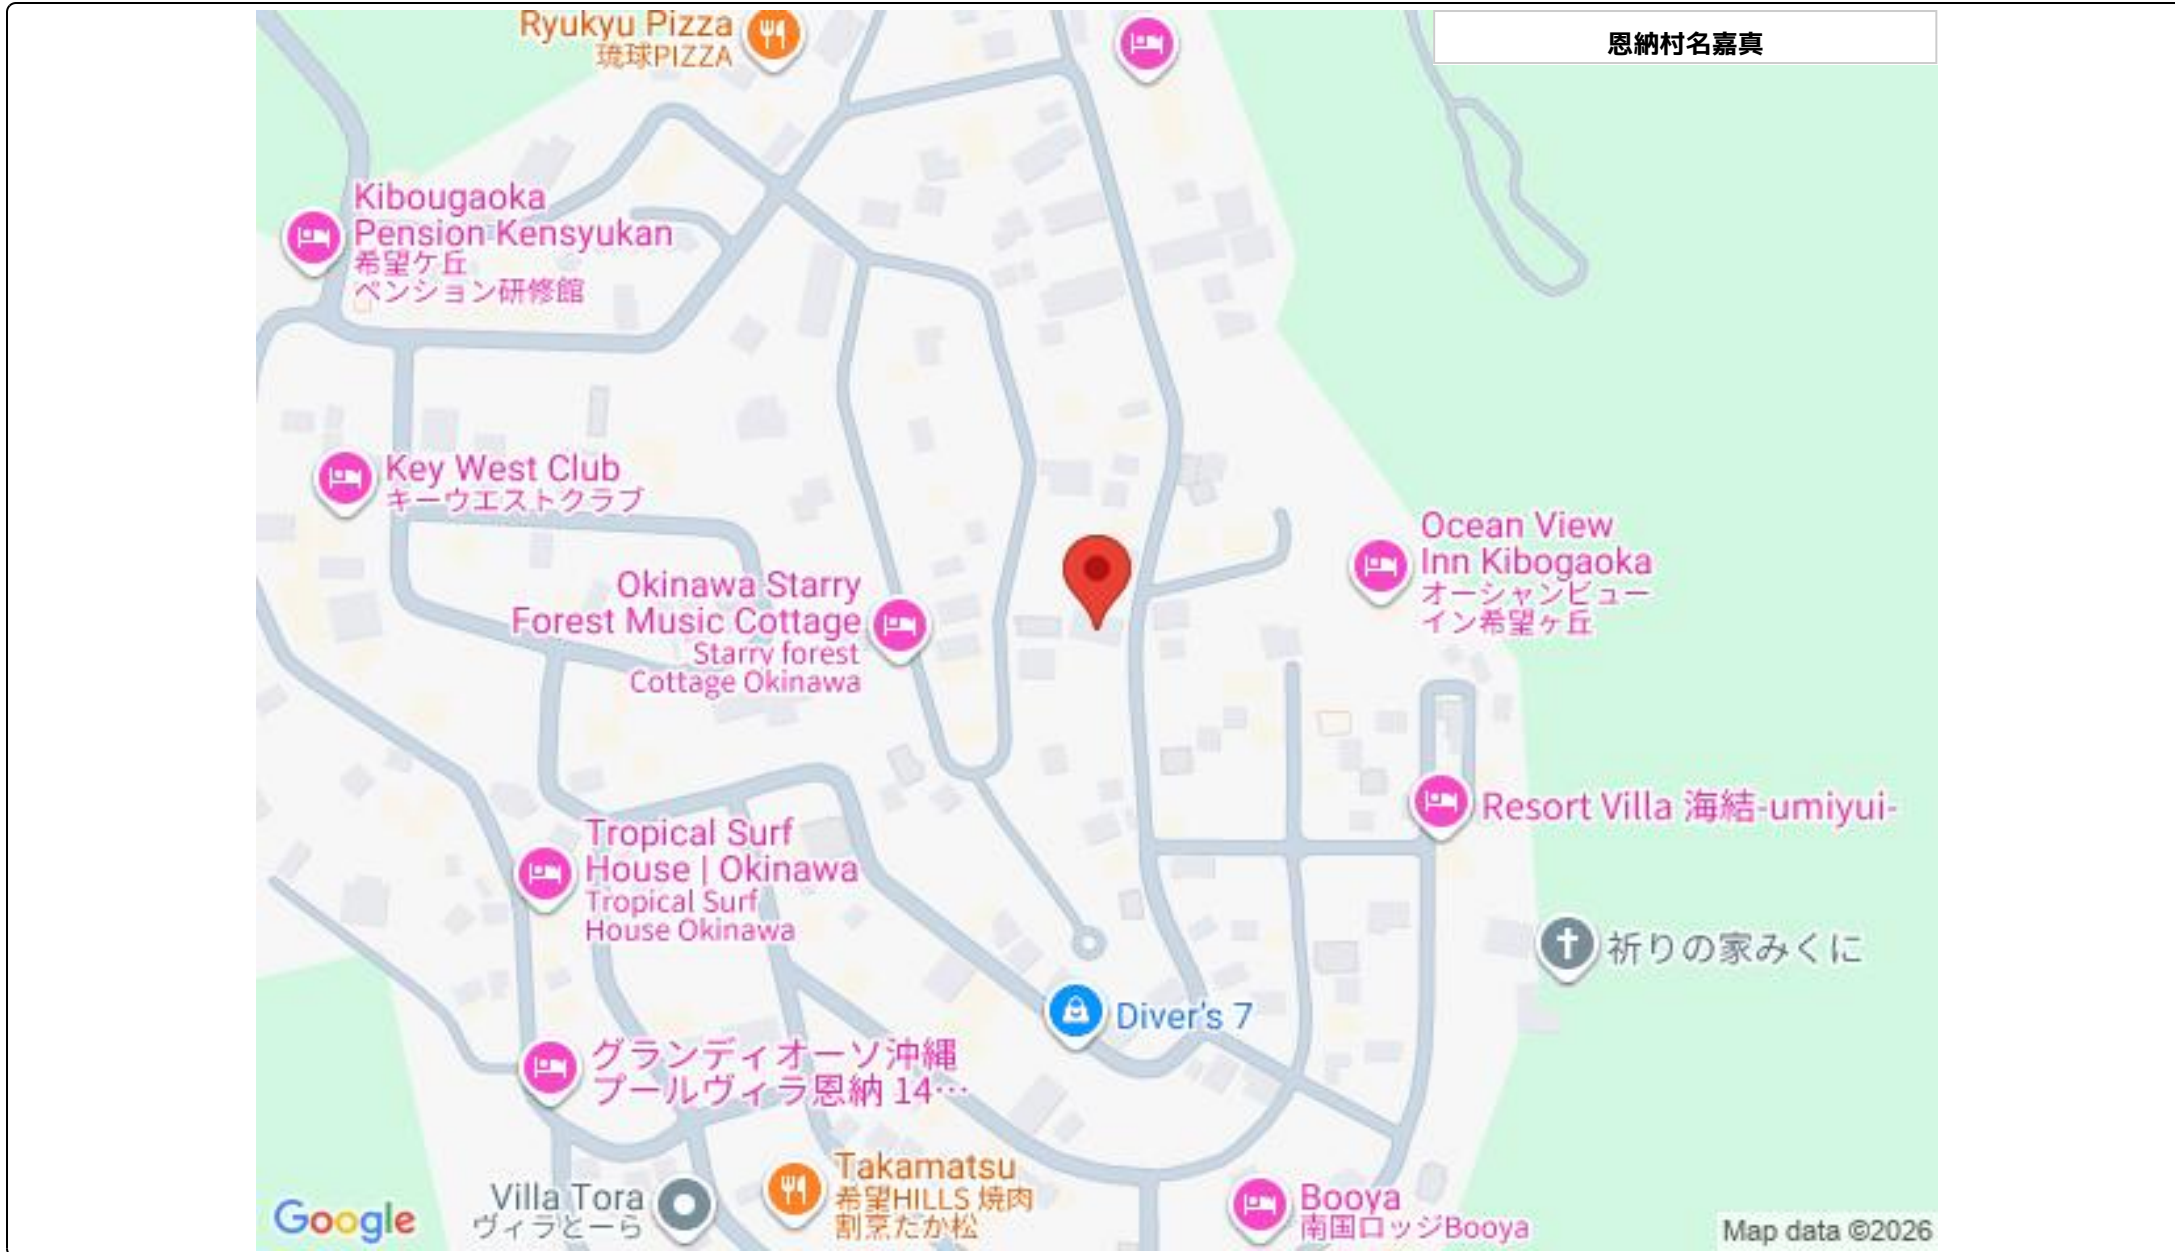 Ryukyu Pizza
琉球PIZZA
恩納村名嘉真
Kibougaoka
Pension Kensyukan
希望ケ丘
ペンション研修館
Key West Club
キーウエストクラブ
Ocean View
Inn Kibogaoka
オーシャンビュー
イン希望ヶ丘
Okinawa Starry
Forest Music Cottage
Starry forest
Cottage Okinawa
Resort Villa 海結-umiyui-
Tropical Surf
House | Okinawa
Tropical Surf
House Okinawa
祈りの家みくに
Diver's 7
グランディオーソ沖縄
プールヴィラ恩納 14…
Takamatsu
希望HILLS 焼肉
割烹たか松
Villa Tora
ヴィラとーら
Booya
南国ロッジBooya
Google
Map data ©2026